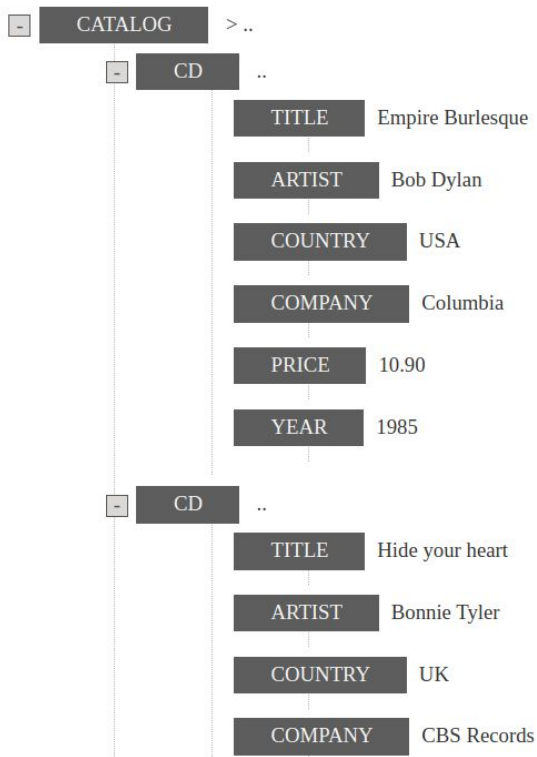 - CATALOG > ..
- CD ..
TITLE Empire Burlesque
ARTIST Bob Dylan
COUNTRY USA
COMPANY Columbia
PRICE 10.90
YEAR 1985
- CD ..
TITLE Hide your heart
ARTIST Bonnie Tyler
COUNTRY UK
COMPANY CBS Records